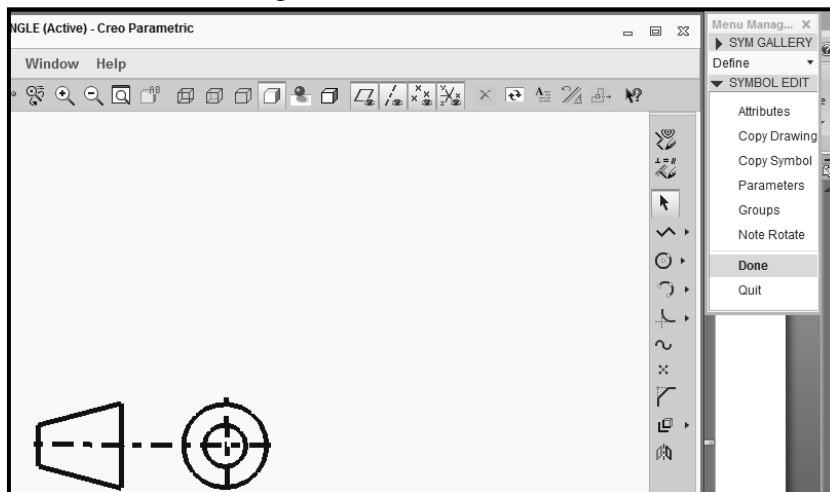 NGLE (Active) - Creo Parametric
Window Help
Menu Manag... X
SYM GALLERY
Define
SYMBOL EDIT
Attributes
Copy Drawing
Copy Symbol
Parameters
Groups
Note Rotate
Done
Quit